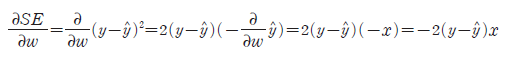 ∂SE/∂w = ∂/∂w (y−ŷ)² = 2(y−ŷ)(−∂/∂w ŷ) = 2(y−ŷ)(−x) = −2(y−ŷ)x